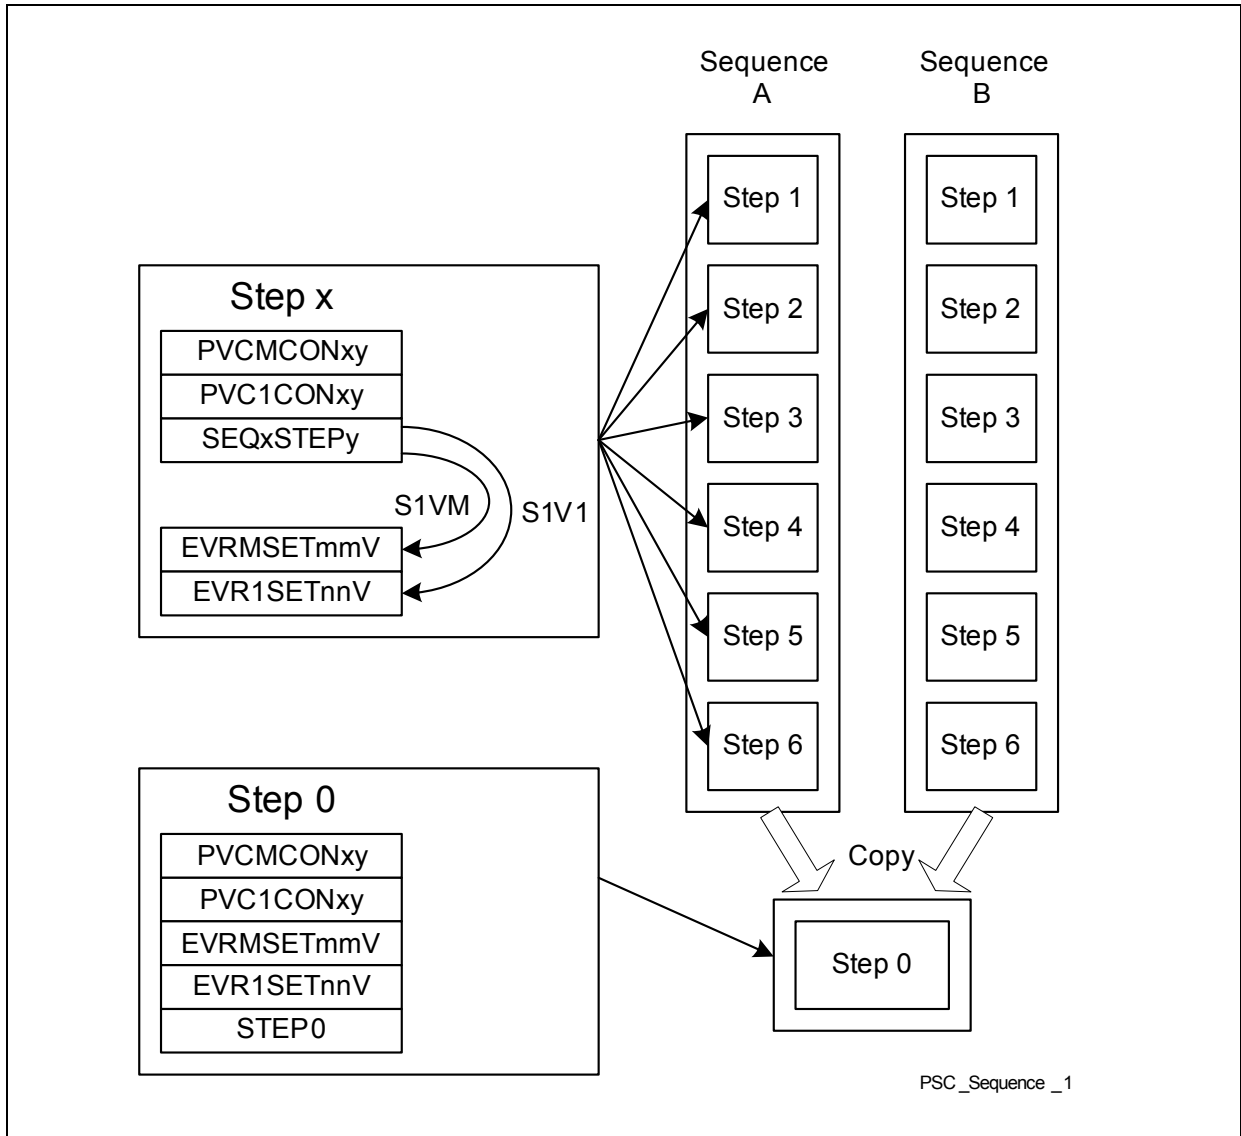 Sequence
A
Sequence
B
Step x
PVCMCONxy
PVC1CONxy
SEQxSTEPy
S1VM
S1V1
EVRMSETmmV
EVR1SETnnV
Step 1
Step 2
Step 3
Step 4
Step 5
Step 6
Step 1
Step 2
Step 3
Step 4
Step 5
Step 6
Step 0
PVCMCONxy
PVC1CONxy
EVRMSETmmV
EVR1SETnnV
STEP0
Copy
Step 0
PSC_Sequence_1